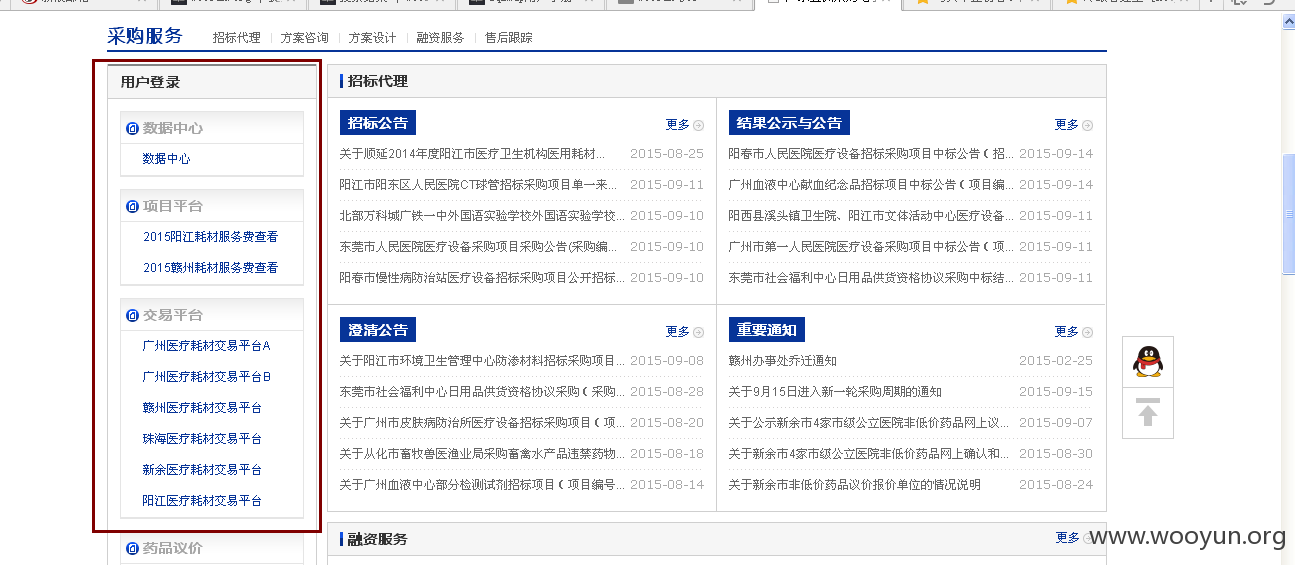 采购服务 招标代理 方案咨询 方案设计 融资服务 售后跟踪
用户登录
数据中心
数据中心
项目平台
2015阳江耗材服务费查看
2015赣州耗材服务费查看
交易平台
广州医疗耗材交易平台A
广州医疗耗材交易平台B
赣州医疗耗材交易平台
珠海医疗耗材交易平台
新余医疗耗材交易平台
阳江医疗耗材交易平台
药品议价
招标代理
招标公告 更多
关于顺延2014年度阳江市医疗卫生机构医用耗材... 2015-08-25
阳江市阳东区人民医院CT球管招标采购项目单一来... 2015-09-11
北部万科城广铁一中外国语实验学校外国语实验学校... 2015-09-10
东莞市人民医院医疗设备采购项目采购公告(采购编... 2015-09-10
阳春市慢性病防治站医疗设备招标采购项目公开招标... 2015-09-10
结果公示与公告 更多
阳春市人民医院医疗设备招标采购项目中标公告（招... 2015-09-14
广州血液中心献血纪念品招标项目中标公告（项目编... 2015-09-14
阳西县溪头镇卫生院、阳江市文体活动中心医疗设备... 2015-09-11
广州市第一人民医院医疗设备采购项目中标公告（项... 2015-09-11
东莞市社会福利中心日用品供货资格协议采购中标结... 2015-09-11
澄清公告 更多
关于阳江市环境卫生管理中心防渗材料招标采购项目... 2015-09-08
东莞市社会福利中心日用品供货资格协议采购（采购... 2015-08-28
关于广州市皮肤病防治所医疗设备招标采购项目（项... 2015-08-20
关于从化市畜牧兽医渔业局采购畜禽水产品违禁药物... 2015-08-18
关于广州血液中心部分检测试剂招标项目（项目编号... 2015-08-14
重要通知 更多
赣州办事处乔迁通知 2015-02-25
关于9月15日进入新一轮采购周期的通知 2015-09-15
关于公示新余市4家市级公立医院非低价药品网上议... 2015-09-07
关于新余市4家市级公立医院非低价药品网上确认和... 2015-08-30
关于新余市非低价药品议价报价单位的情况说明 2015-08-24
融资服务 更多
www.wooyun.org